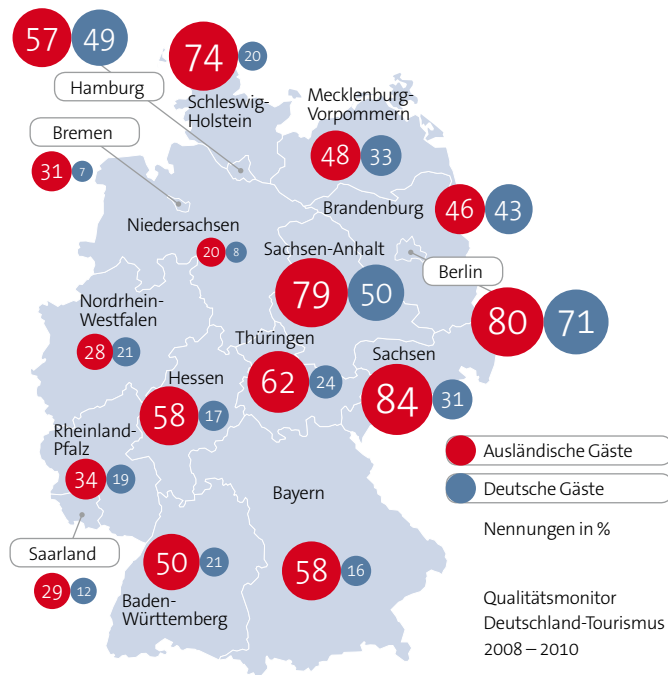 57 49
Hamburg
74 20
Schleswig-
Holstein
Mecklenburg-
Vorpommern
48 33
Bremen
31 7
Niedersachsen
20 8
Brandenburg
46 43
Sachsen-Anhalt
79 50
Berlin
80 71
Nordrhein-
Westfalen
28 21
Thüringen
62 24
Sachsen
84 31
Hessen
58 17
Rheinland-
Pfalz
34 19
Saarland
29 12
50 21
Baden-
Württemberg
Bayern
58 16
Ausländische Gäste
Deutsche Gäste
Nennungen in %
Qualitätsmonitor
Deutschland-Tourismus
2008 – 2010